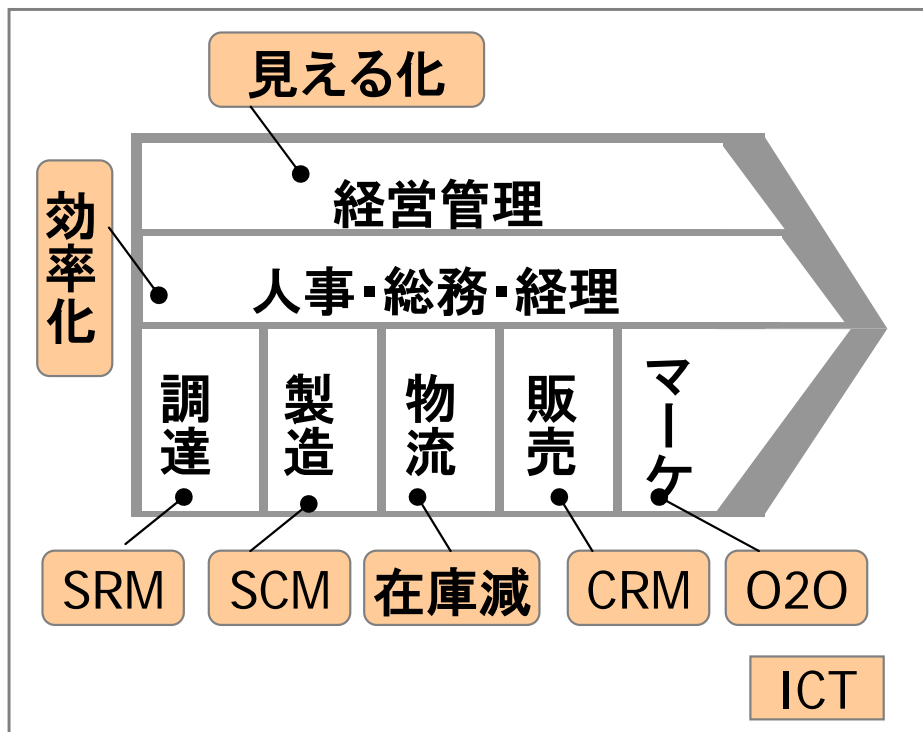 見える化
経営管理
効率化
人事・総務・経理
調達
製造
物流
販売
マーケ
SRM
SCM
在庫減
CRM
O2O
ICT